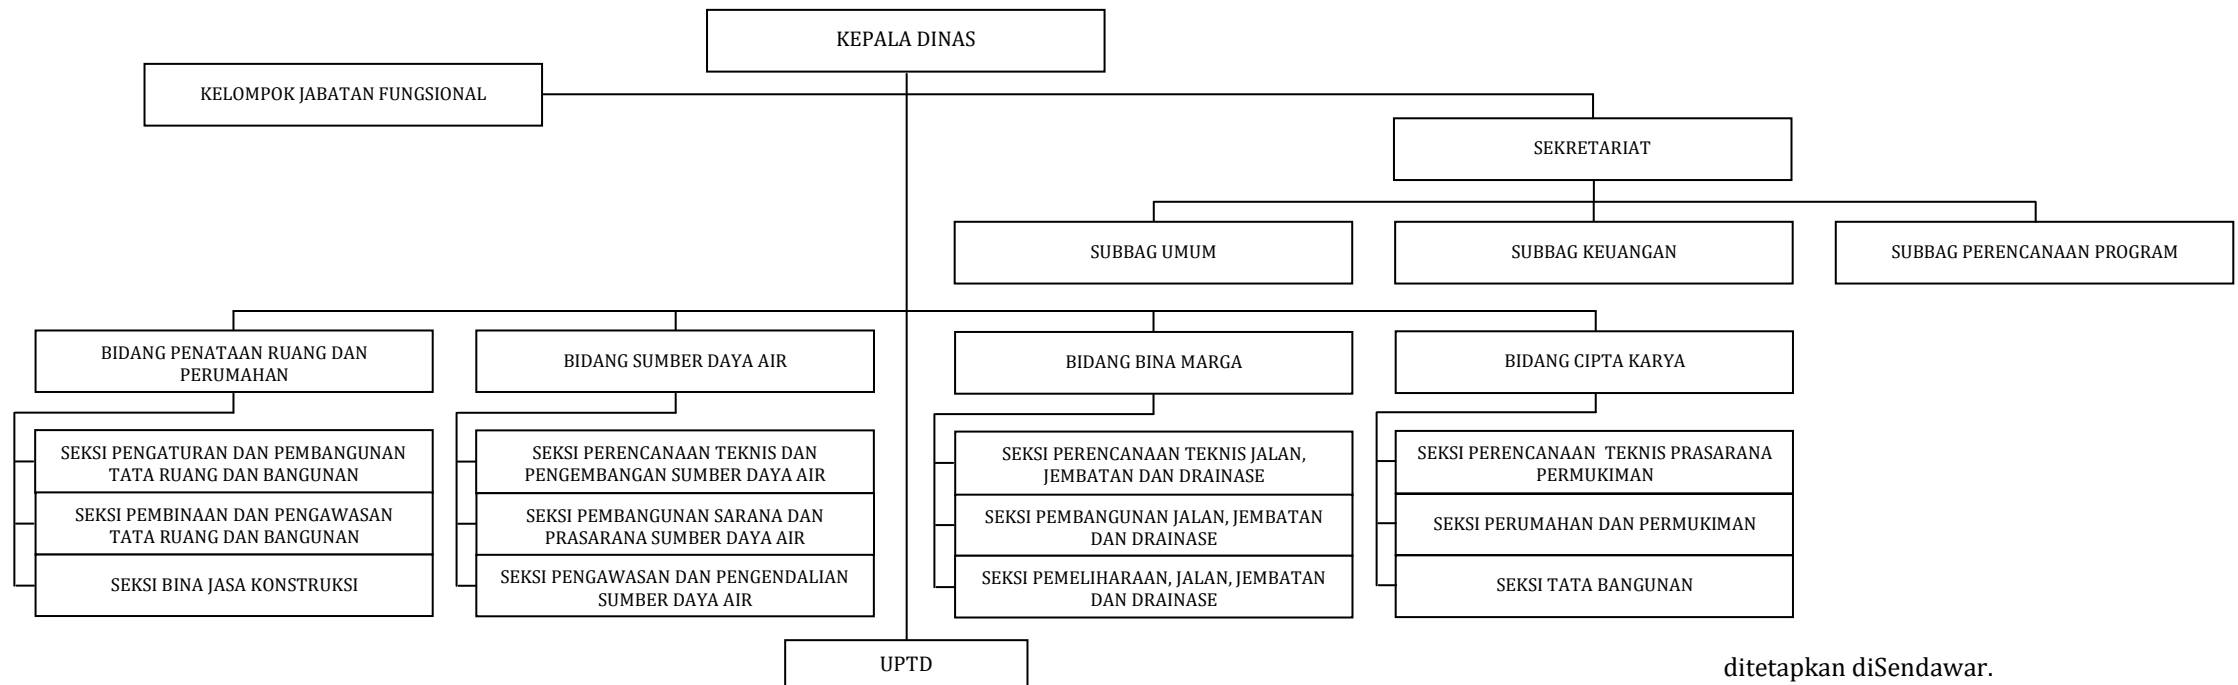 KEPALA DINAS
KELOMPOK JABATAN FUNGSIONAL
SEKRETARIAT
SUBBAG UMUM
SUBBAG KEUANGAN
SUBBAG PERENCANAAN PROGRAM
BIDANG PENATAAN RUANG DAN
PERUMAHAN
SEKSI PENGATURAN DAN PEMBANGUNAN
TATA RUANG DAN BANGUNAN
SEKSI PEMBINAAN DAN PENGAWASAN
TATA RUANG DAN BANGUNAN
SEKSI BINA JASA KONSTRUKSI
BIDANG SUMBER DAYA AIR
SEKSI PERENCANAAN TEKNIS DAN
PENGEMBANGAN SUMBER DAYA AIR
SEKSI PEMBANGUNAN SARANA DAN
PRASARANA SUMBER DAYA AIR
SEKSI PENGAWASAN DAN PENGENDALIAN
SUMBER DAYA AIR
BIDANG BINA MARGA
SEKSI PERENCANAAN TEKNIS JALAN,
JEMBATAN DAN DRAINASE
SEKSI PEMBANGUNAN JALAN, JEMBATAN
DAN DRAINASE
SEKSI PEMELIHARAAN, JALAN, JEMBATAN
DAN DRAINASE
BIDANG CIPTA KARYA
SEKSI PERENCANAAN  TEKNIS PRASARANA
PERMUKIMAN
SEKSI PERUMAHAN DAN PERMUKIMAN
SEKSI TATA BANGUNAN
UPTD
ditetapkan diSendawar.